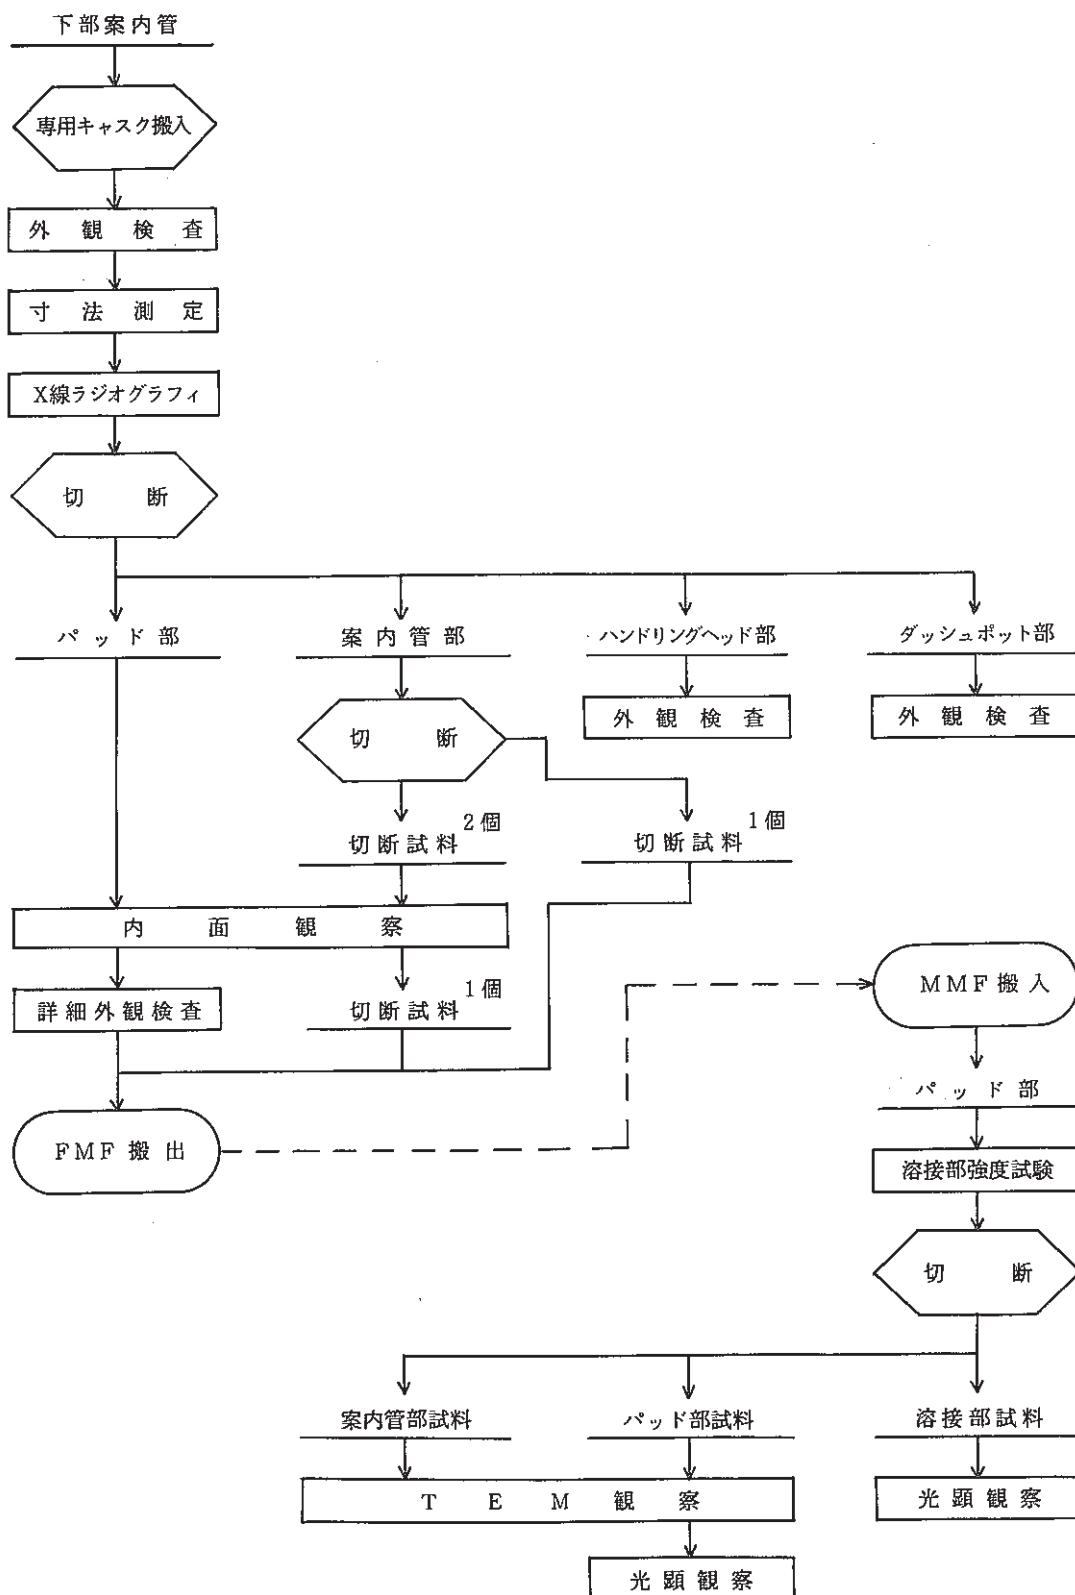 下部案内管
専用キャスク搬入
外観検査
寸法測定
X線ラジオグラフィ
切断
パッド部
案内管部
ハンドリングヘッド部
ダッシュポット部
切断
外観検査
外観検査
切断試料 2個
切断試料 1個
内面観察
詳細外観検査
切断試料 1個
MMF搬入
パッド部
FMF搬出
溶接部強度試験
切断
案内管部試料
パッド部試料
溶接部試料
TEM観察
光顕観察
光顕観察